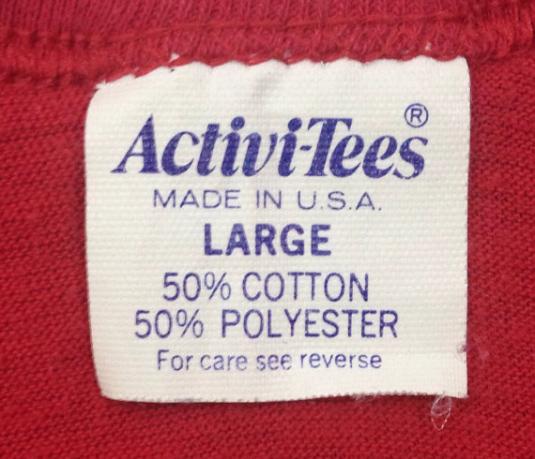 Activi-Tees®
MADE IN U.S.A.
LARGE
50% COTTON
50% POLYESTER
For care see reverse